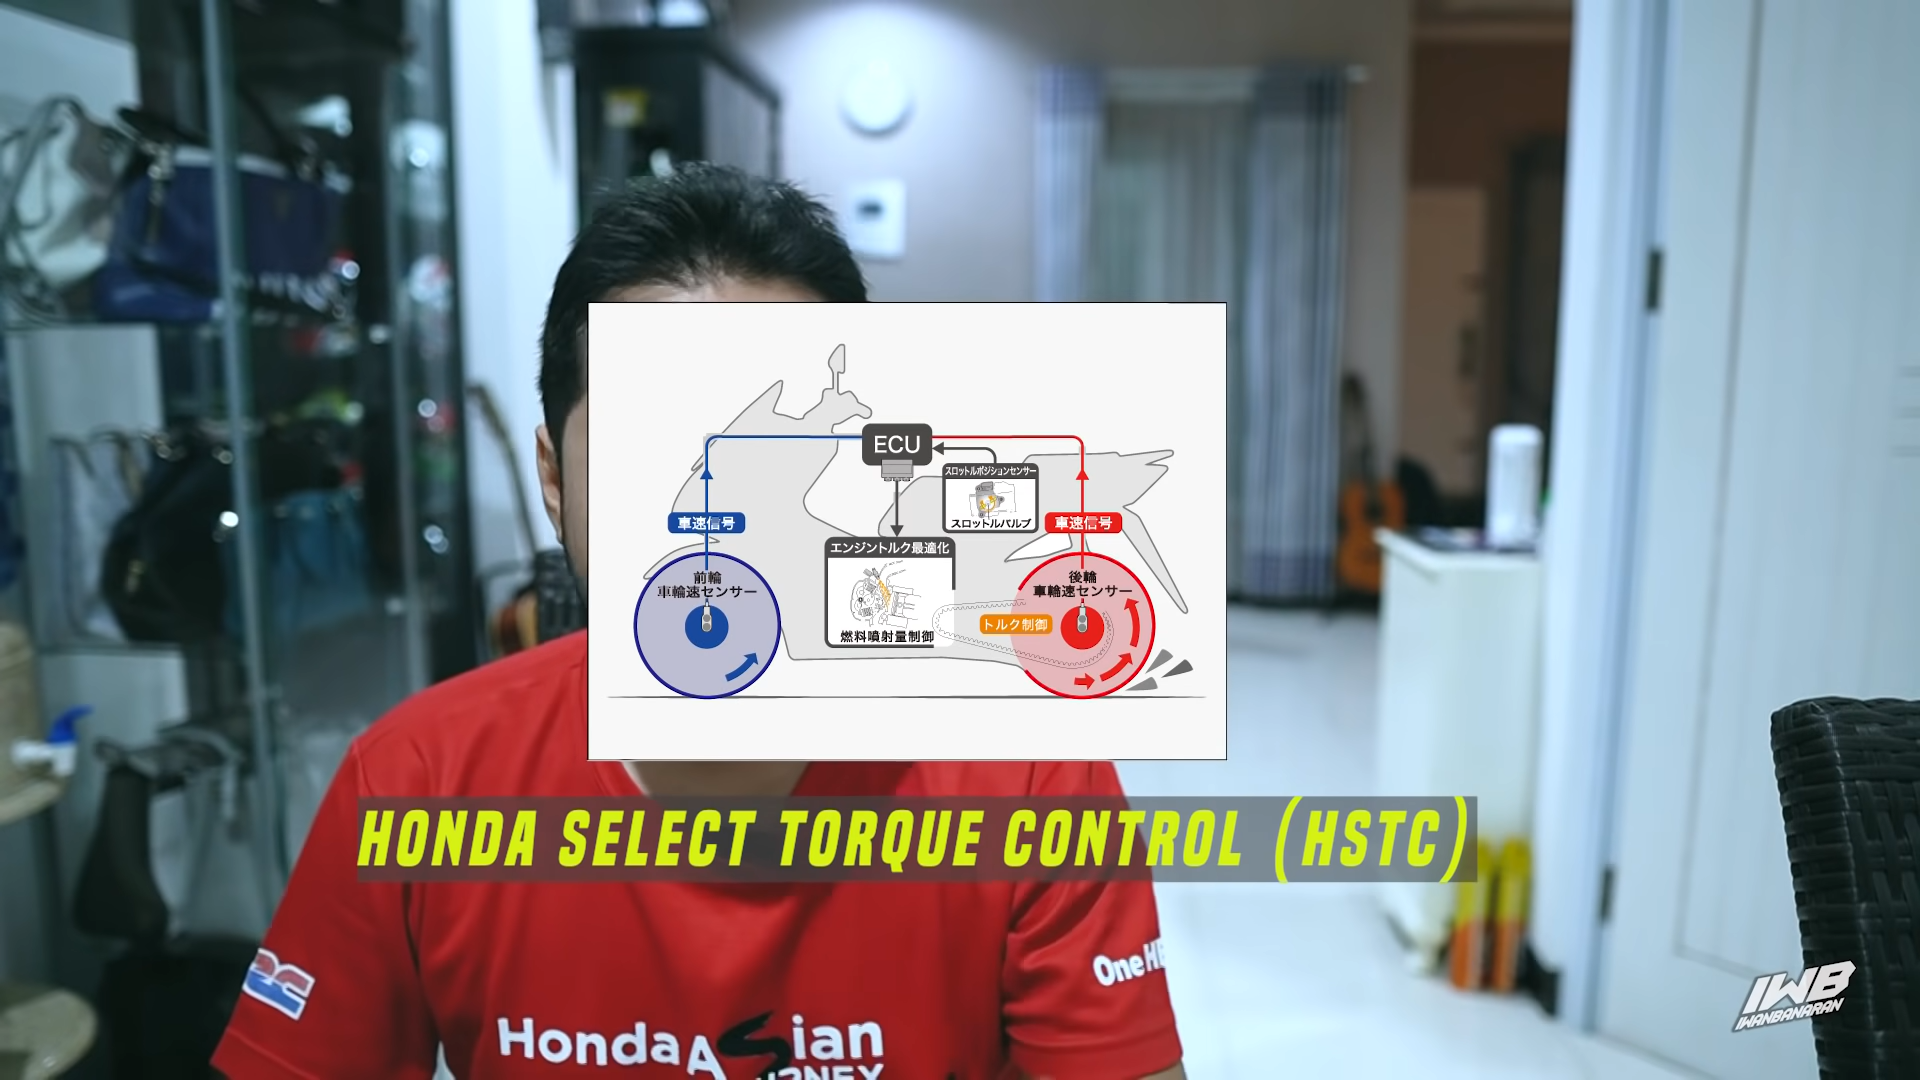 ECU
スロットルポジションセンサー
スロットルバルブ
車速信号
車速信号
エンジントルク最適化
燃料噴射量制御
前輪
車輪速センサー
後輪
車輪速センサー
トルク制御
HONDA SELECT TORQUE CONTROL (HSTC)
OneHE
Honda Asian
IWB
IWANBANARAN